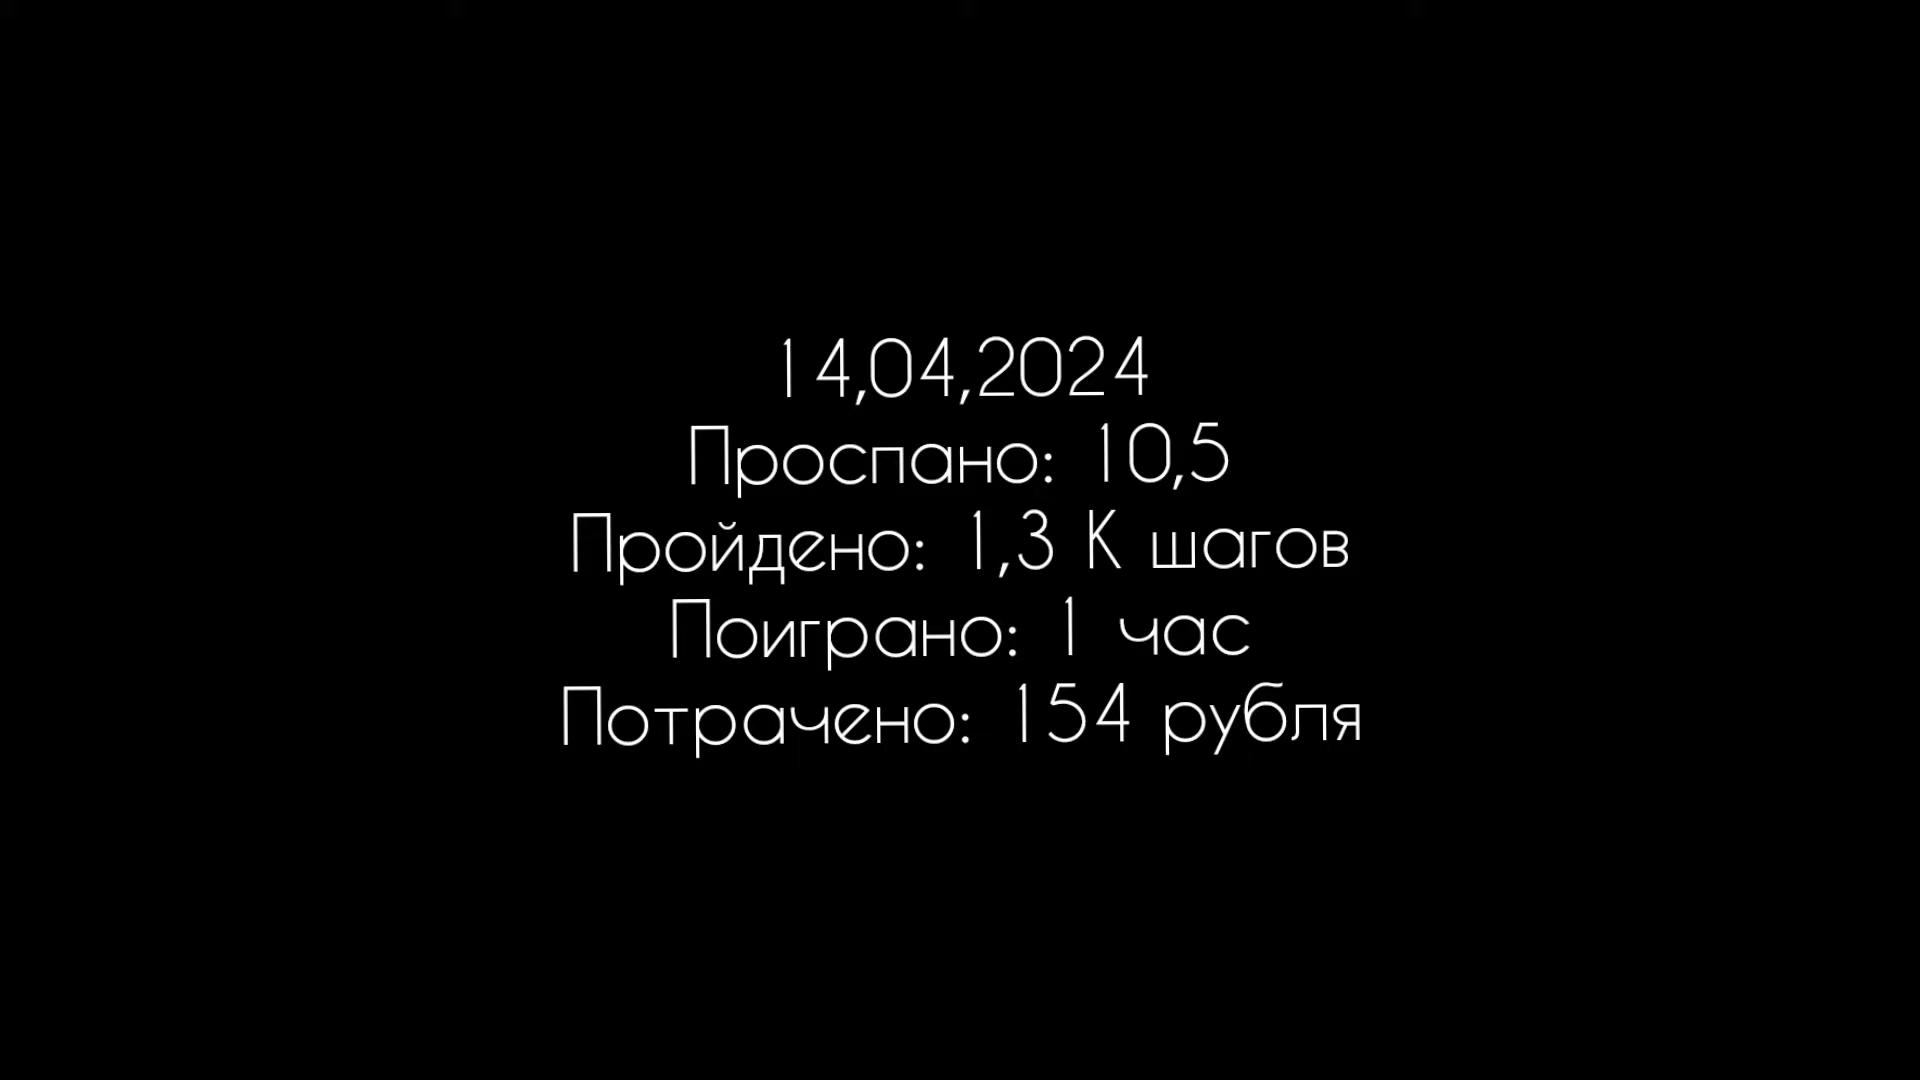 14,04,2024
Проспано: 10,5
Пройдено: 1,3 К шагов
Поиграно: 1 час
Потрачено: 154 рубля